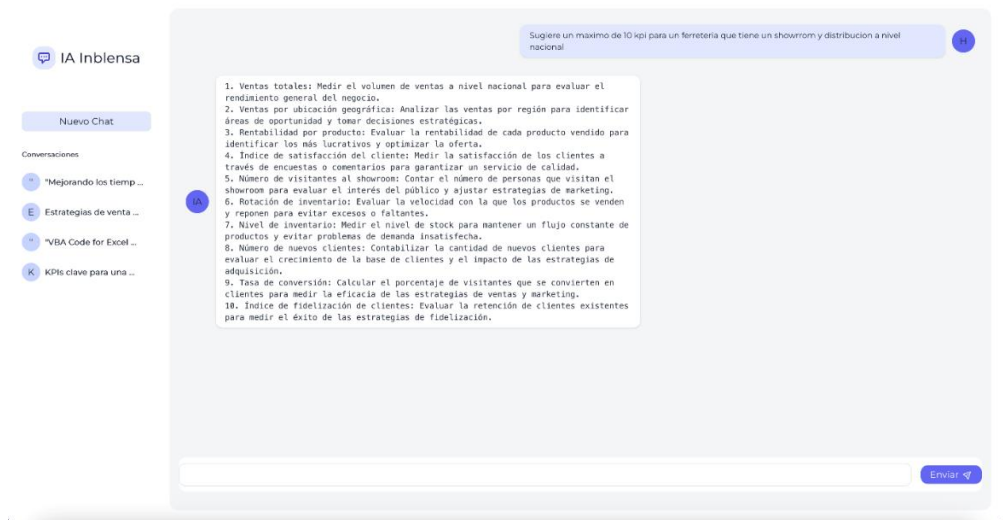 IA Inblensa
Nuevo Chat
Conversaciones
"
"Mejorando los tiemp ...
E
Estrategias de venta ...
"
"VBA Code for Excel ...
K
KPIs clave para una ...
Sugiere un maximo de 10 kpi para un ferreteria que tiene un showrrom y distribucion a nivel
nacional
H
IA
1. Ventas totales: Medir el volumen de ventas a nivel nacional para evaluar el
rendimiento general del negocio.
2. Ventas por ubicación geográfica: Analizar las ventas por región para identificar
áreas de oportunidad y tomar decisiones estratégicas.
3. Rentabilidad por producto: Evaluar la rentabilidad de cada producto vendido para
identificar los más lucrativos y optimizar la oferta.
4. Índice de satisfacción del cliente: Medir la satisfacción de los clientes a
través de encuestas o comentarios para garantizar un servicio de calidad.
5. Número de visitantes al showroom: Contar el número de personas que visitan el
showroom para evaluar el interés del público y ajustar estrategias de marketing.
6. Rotación de inventario: Evaluar la velocidad con la que los productos se venden
y reponen para evitar excesos o faltantes.
7. Nivel de inventario: Medir el nivel de stock para mantener un flujo constante de
productos y evitar problemas de demanda insatisfecha.
8. Número de nuevos clientes: Contabilizar la cantidad de nuevos clientes para
evaluar el crecimiento de la base de clientes y el impacto de las estrategias de
adquisición.
9. Tasa de conversión: Calcular el porcentaje de visitantes que se convierten en
clientes para medir la eficacia de las estrategias de ventas y marketing.
10. Índice de fidelización de clientes: Evaluar la retención de clientes existentes
para medir el éxito de las estrategias de fidelización.
Enviar